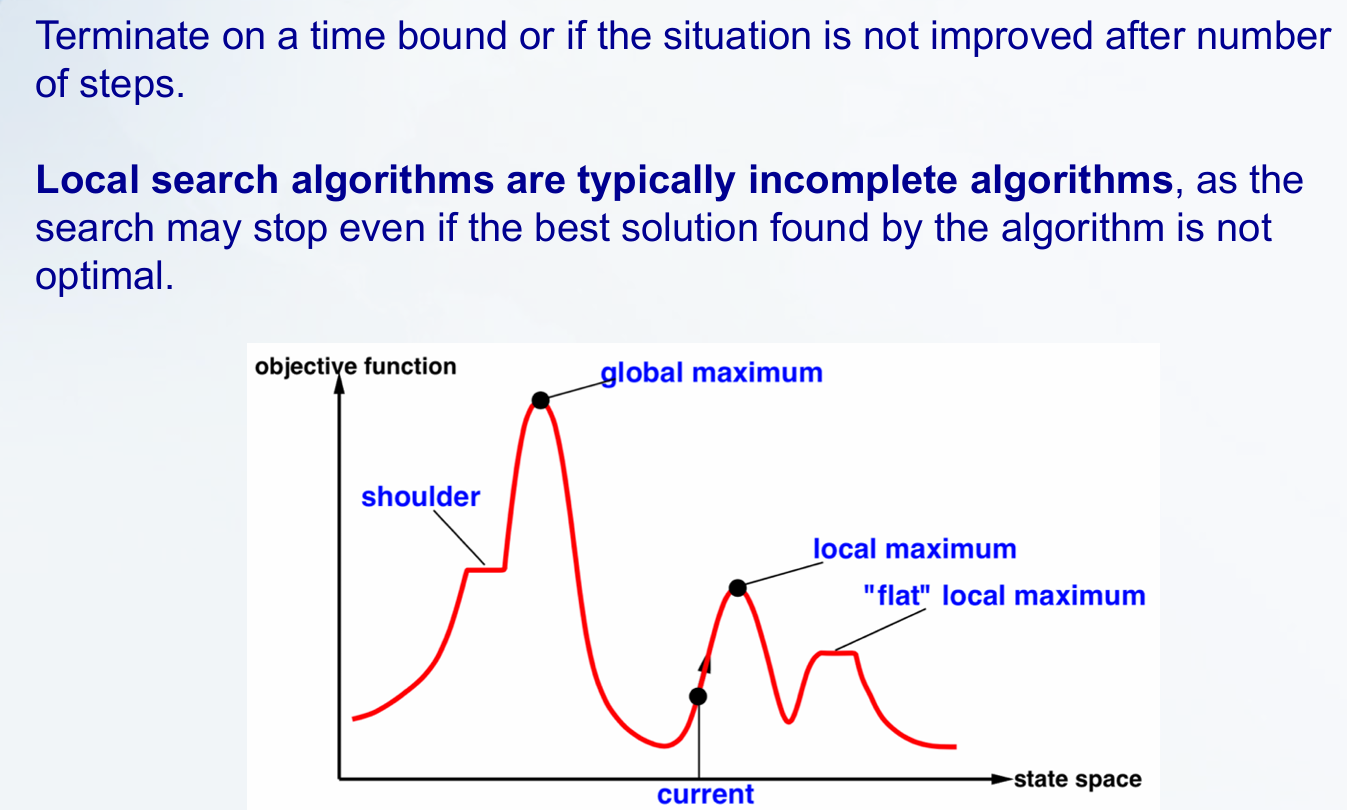 Terminate on a time bound or if the situation is not improved after number
of steps.
Local search algorithms are typically incomplete algorithms, as the
search may stop even if the best solution found by the algorithm is not
optimal.
objective function
global maximum
shoulder
local maximum
"flat" local maximum
state space
current